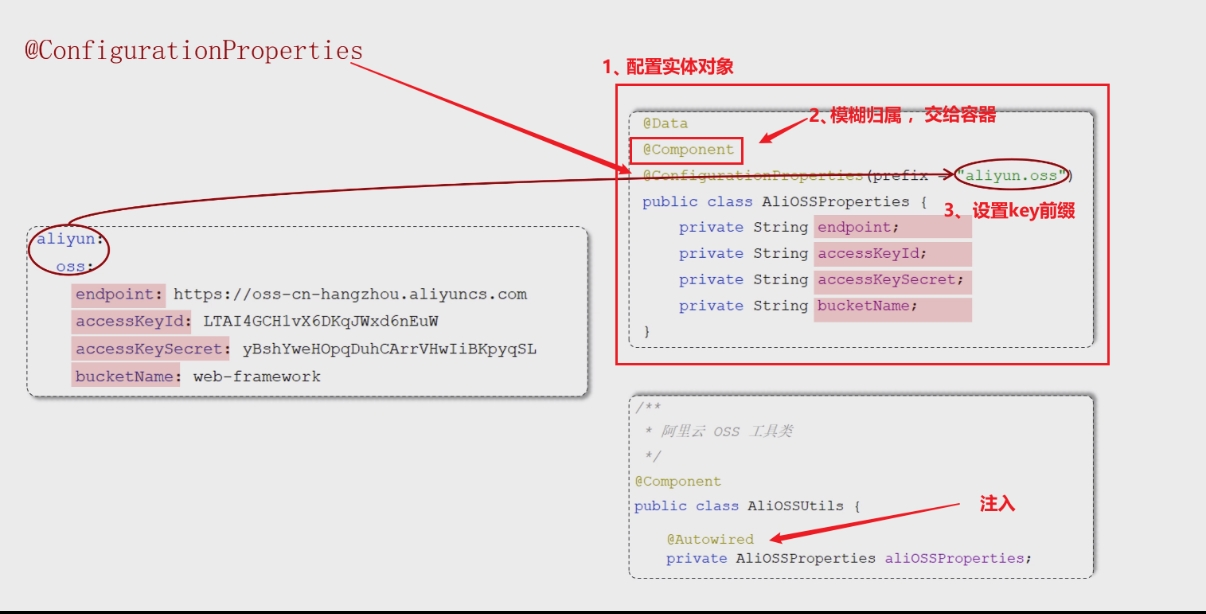 @ConfigurationProperties
1、配置实体对象
@Data
2、模糊归属，交给容器
@Component
@ConfigurationProperties(prefix = "aliyun.oss")
public class AliOSSProperties {
3、设置key前缀
private String endpoint;
private String accessKeyId;
private String accessKeySecret;
private String bucketName;
}
aliyun:
oss:
endpoint: https://oss-cn-hangzhou.aliyuncs.com
accessKeyId: LTAI4GCH1vX6DKqJWxd6nEuW
accessKeySecret: yBshYweHOpqDuhCArrVHwIiBKpyqSL
bucketName: web-framework
/**
* 阿里云 OSS 工具类
*/
@Component
public class AliOSSUtils {
注入
@Autowired
private AliOSSProperties aliOSSProperties;